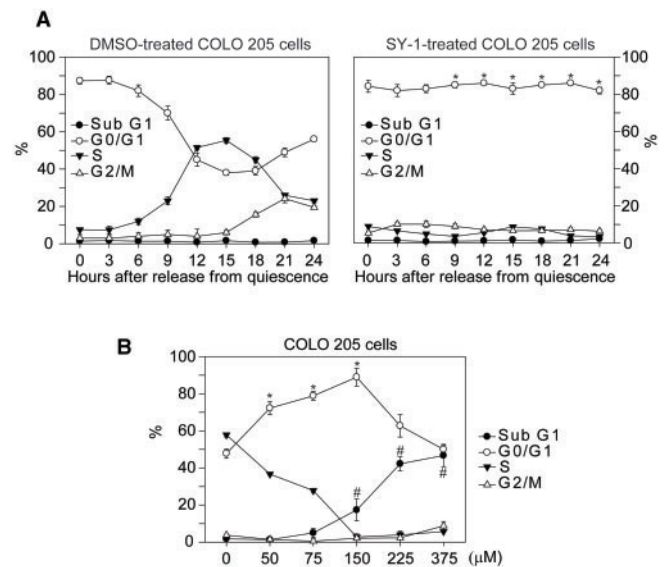 A
DMSO-treated COLO 205 cells
SY-1-treated COLO 205 cells
100
80
60
40
20
0
%
Sub G1
G0/G1
S
G2/M
0 3 6 9 12 15 18 21 24
Hours after release from quiescence
* * * * * *
Sub G1
G0/G1
S
G2/M
100
80
60
40
20
0
%
0 3 6 9 12 15 18 21 24
Hours after release from quiescence
B
COLO 205 cells
100
80
60
40
20
0
%
* * *
# # #
Sub G1
G0/G1
S
G2/M
0 50 75 150 225 375 (μM)